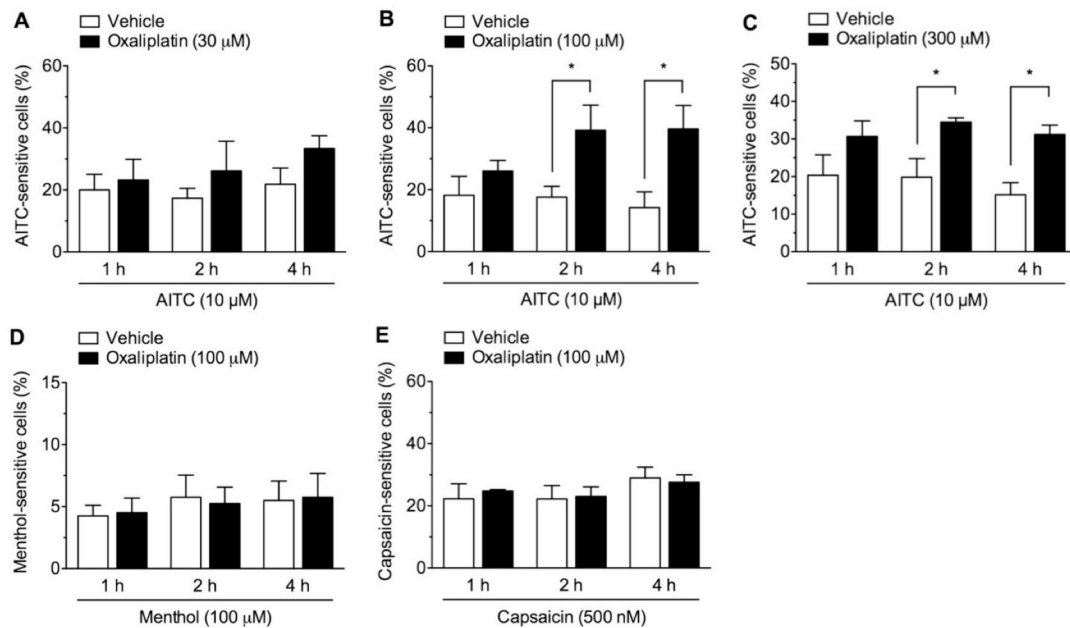 A
Vehicle
Oxaliplatin (30 μM)
AITC-sensitive cells (%)
60
40
20
0
1 h 2 h 4 h
AITC (10 μM)
B
Vehicle
Oxaliplatin (100 μM)
AITC-sensitive cells (%)
60
40
20
0
* *
1 h 2 h 4 h
AITC (10 μM)
C
Vehicle
Oxaliplatin (300 μM)
AITC-sensitive cells (%)
50
40
30
20
10
0
* *
1 h 2 h 4 h
AITC (10 μM)
D
Vehicle
Oxaliplatin (100 μM)
Menthol-sensitive cells (%)
15
10
5
0
1 h 2 h 4 h
Menthol (100 μM)
E
Vehicle
Oxaliplatin (100 μM)
Capsaicin-sensitive cells (%)
60
40
20
0
1 h 2 h 4 h
Capsaicin (500 nM)